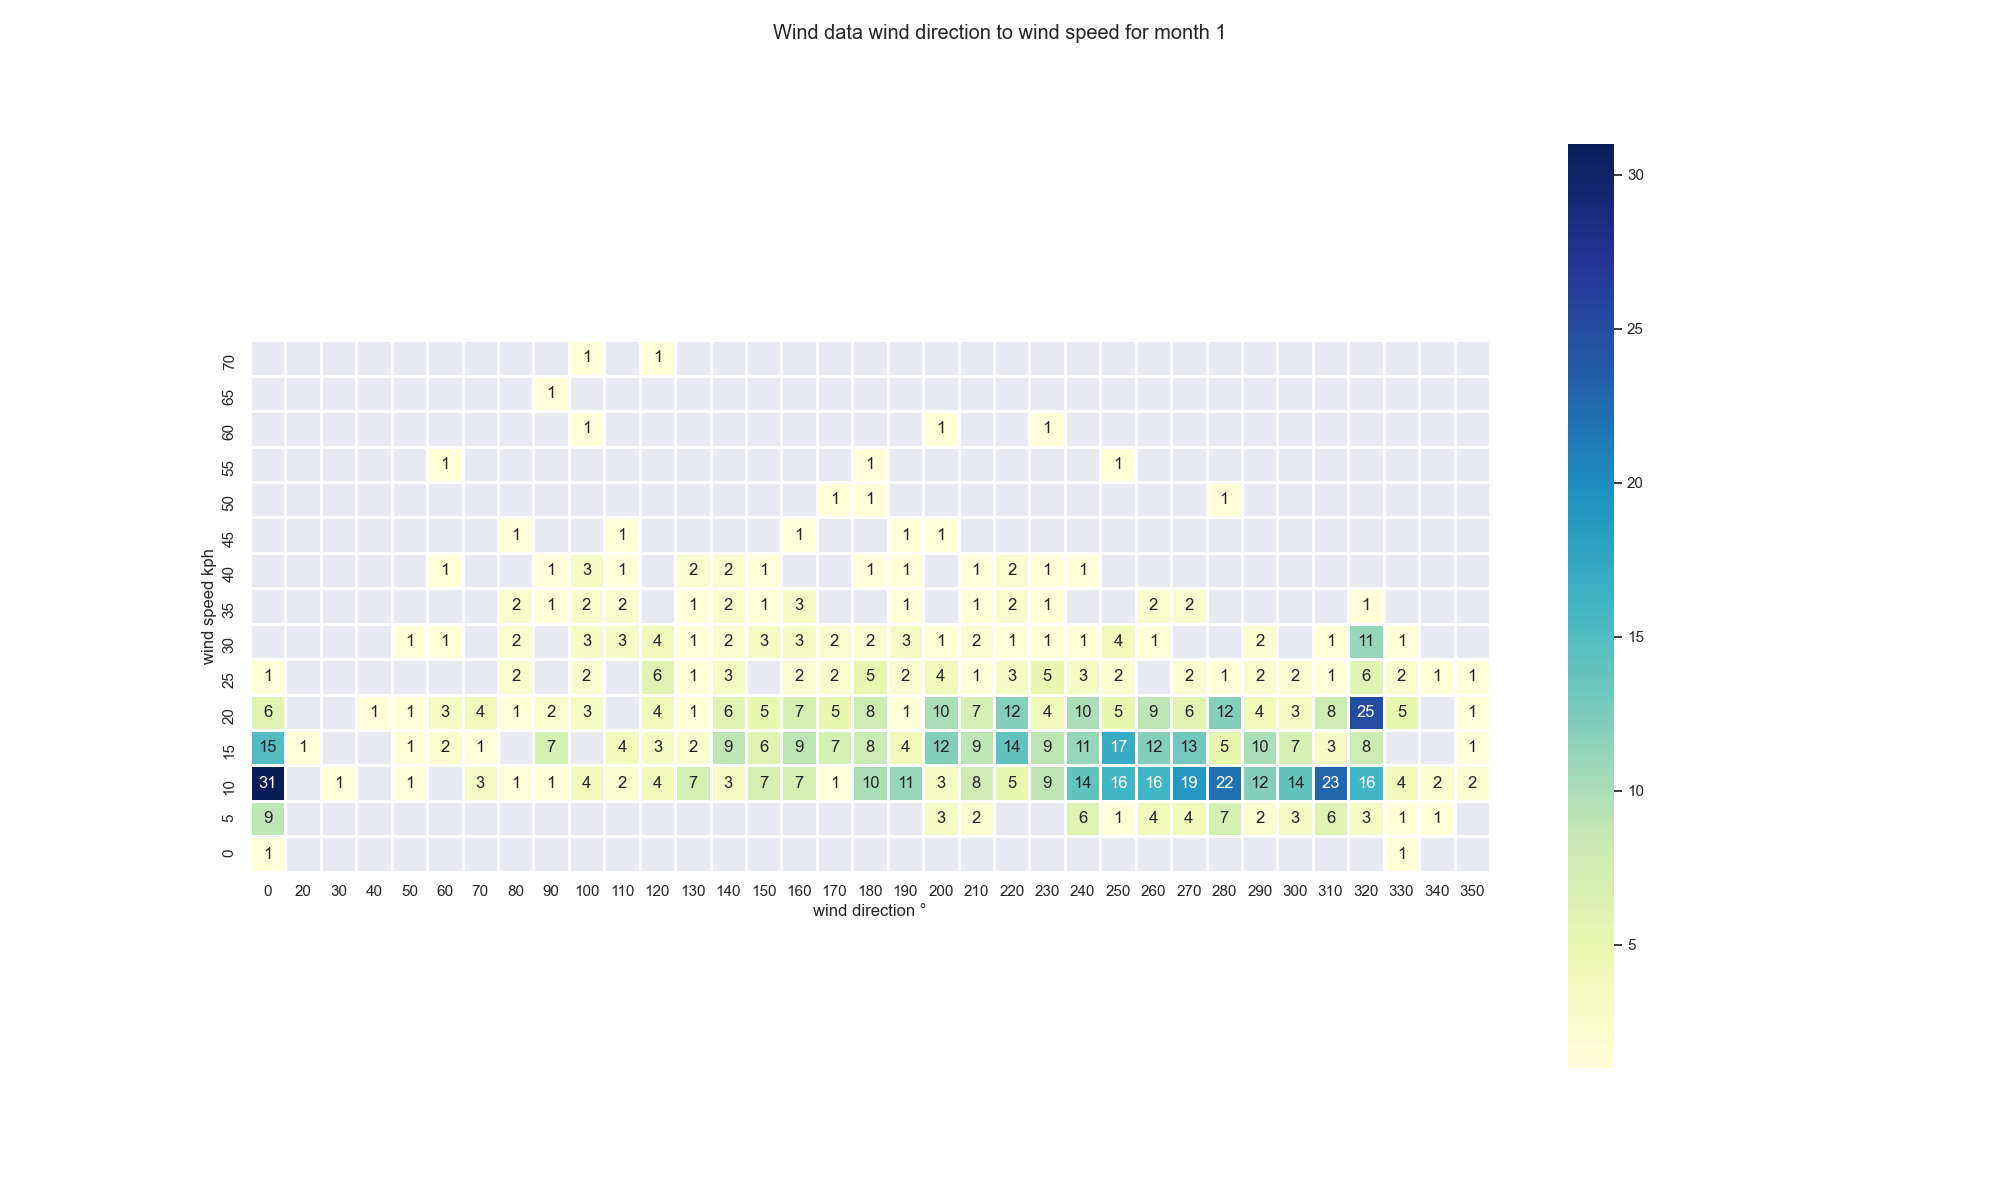 Wind data wind direction to wind speed for month 1
70 1 1
65 1
60 1 1 1
55 1 1 1
50 1 1 1
45 1 1 1 1 1
40 1 1 3 1 2 2 1 1 1 1 2 1 1
35 2 1 2 2 1 2 1 3 1 1 2 1 2 2 1
30 1 1 2 3 3 4 1 2 3 3 2 2 3 1 2 1 1 1 4 1 2 1 11 1
25 1 2 2 6 1 3 2 2 5 2 4 1 3 5 3 2 2 1 2 2 1 6 2 1 1
20 6 1 1 3 4 1 2 3 4 1 6 5 7 5 8 1 10 7 12 4 10 5 9 6 12 4 3 8 25 5 1
15 15 1 1 2 1 7 4 3 2 9 6 9 7 8 4 12 9 14 9 11 17 12 13 5 10 7 3 8 1
10 31 1 1 3 1 1 4 2 4 7 3 7 7 1 10 11 3 8 5 9 14 16 16 19 22 12 14 23 16 4 2 2
5 9 3 2 6 1 4 4 7 2 3 6 3 1 1
0 1 1
0 20 30 40 50 60 70 80 90 100 110 120 130 140 150 160 170 180 190 200 210 220 230 240 250 260 270 280 290 300 310 320 330 340 350
wind direction °
wind speed kph
30
25
20
15
10
5